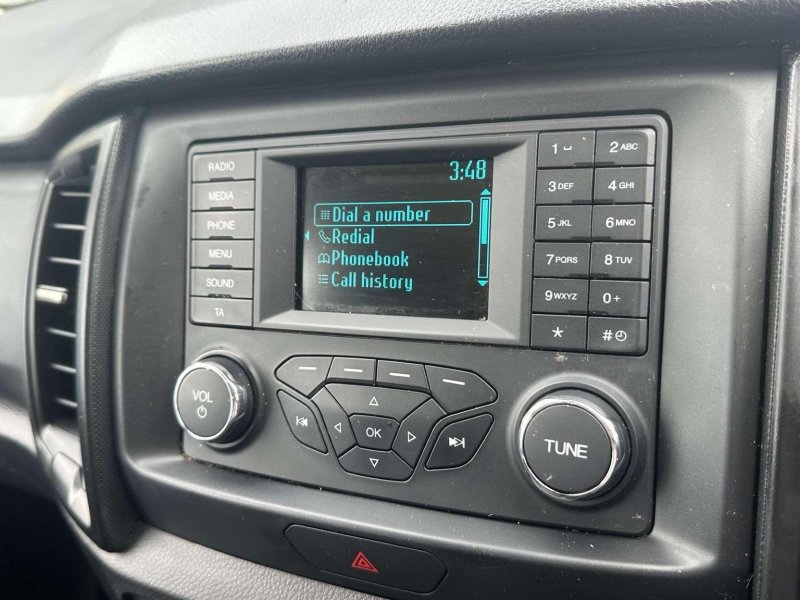 RADIO
MEDIA
PHONE
MENU
SOUND
TA
3:48
Dial a number
Redial
Phonebook
Call history
1 ⎵
2 ABC
3 DEF
4 GHI
5 JKL
6 MNO
7 PQRS
8 TUV
9 WXYZ
0 +
*
#
VOL
OK
TUNE